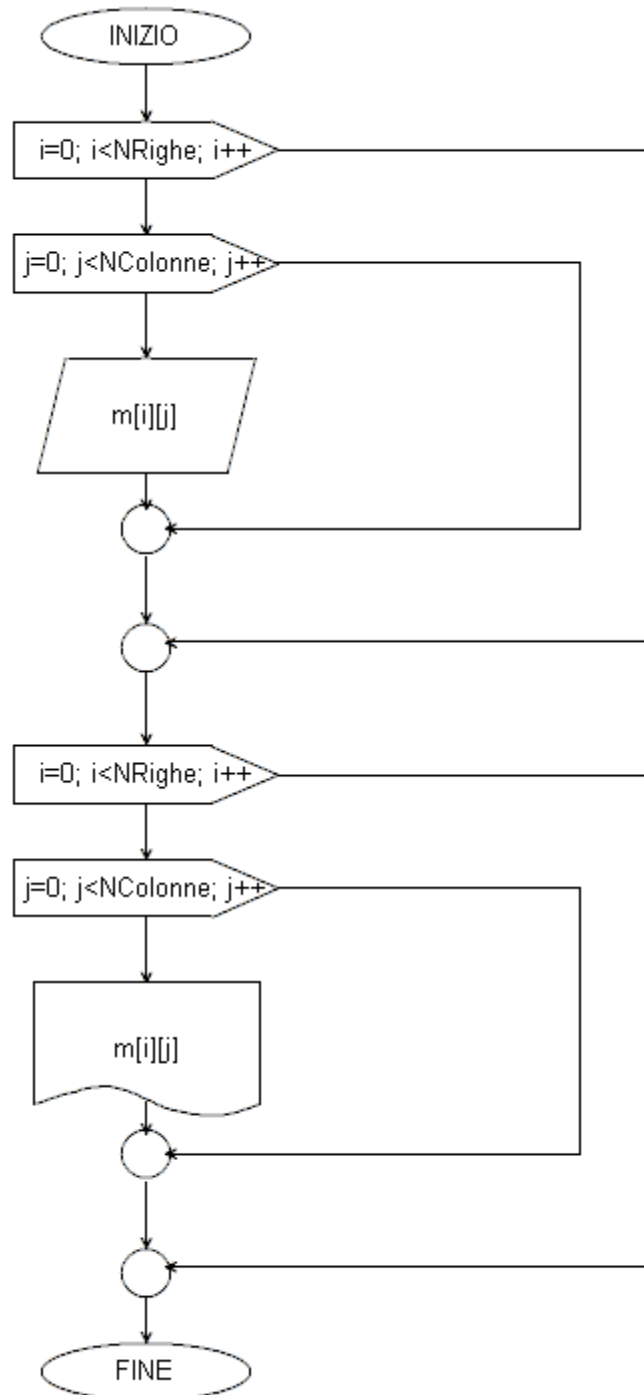 INIZIO
i=0; i<NRighe; i++
j=0; j<NColonne; j++
m[i][j]
i=0; i<NRighe; i++
j=0; j<NColonne; j++
m[i][j]
FINE